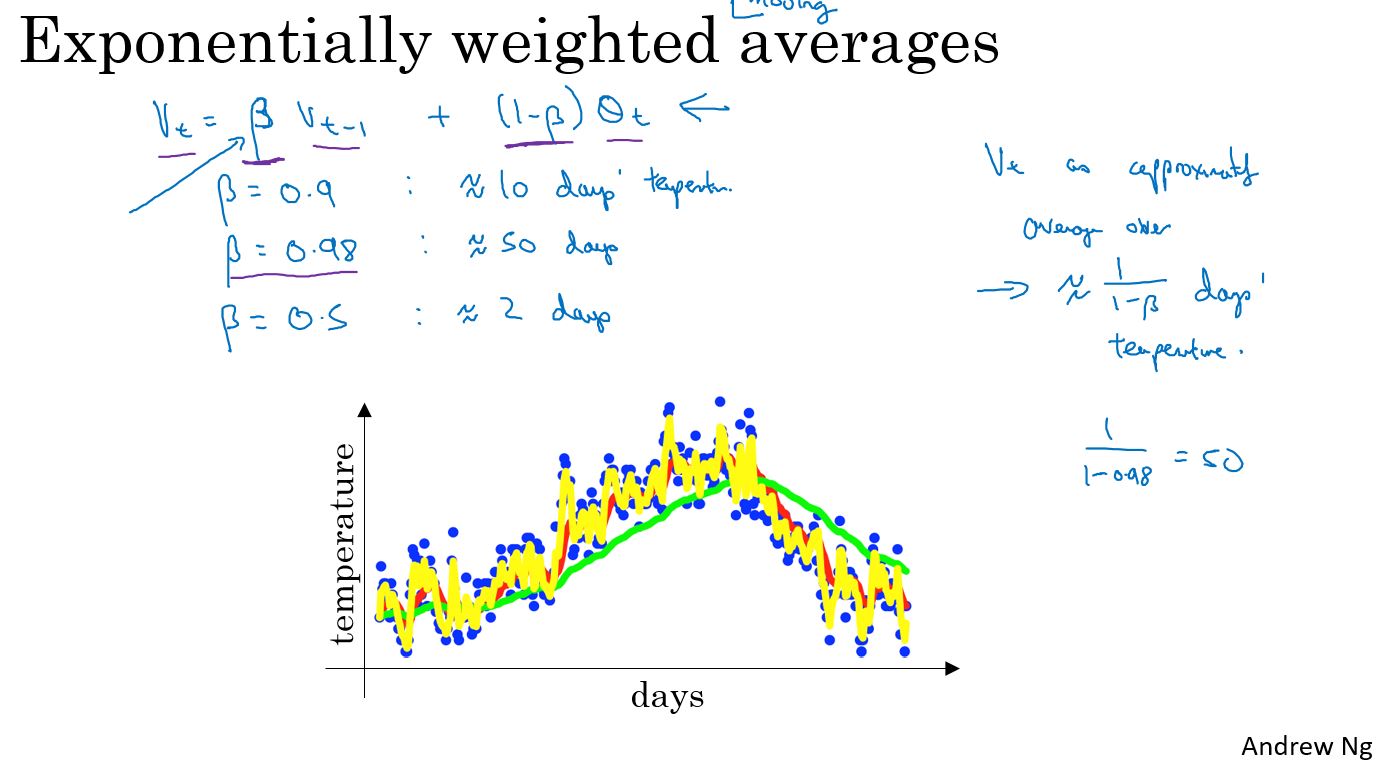 moving
Exponentially weighted averages
Vt = β Vt-1 + (1-β) θt ←
β = 0.9 : ≈ 10 days' temperature.
β = 0.98 : ≈ 50 days
β = 0.5 : ≈ 2 days
Vt as approximately
average over
→ ≈ 1/(1-β) days'
temperature.
1/(1-0.98) = 50
temperature
days
Andrew Ng